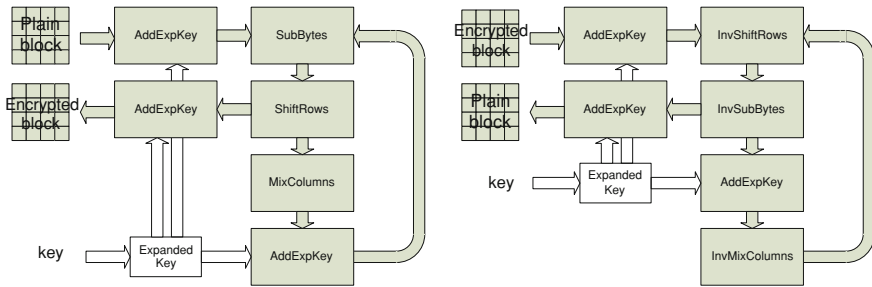 Plain
block
AddExpKey
SubBytes
Encrypted
block
AddExpKey
ShiftRows
MixColumns
key
Expanded
Key
AddExpKey
Encrypted
block
AddExpKey
InvShiftRows
Plain
block
AddExpKey
InvSubBytes
key
Expanded
Key
AddExpKey
InvMixColumns